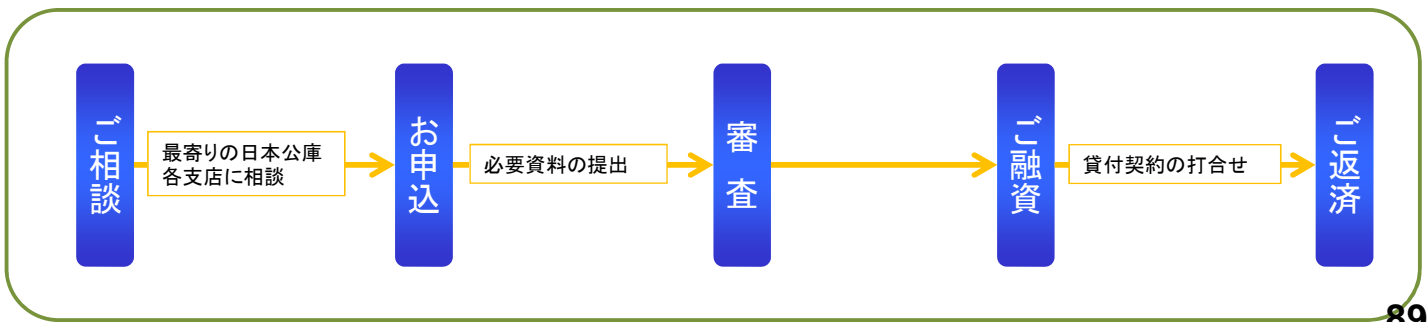 ご相談
最寄りの日本公庫
各支店に相談
お申込
必要資料の提出
審査
ご融資
貸付契約の打合せ
ご返済
89